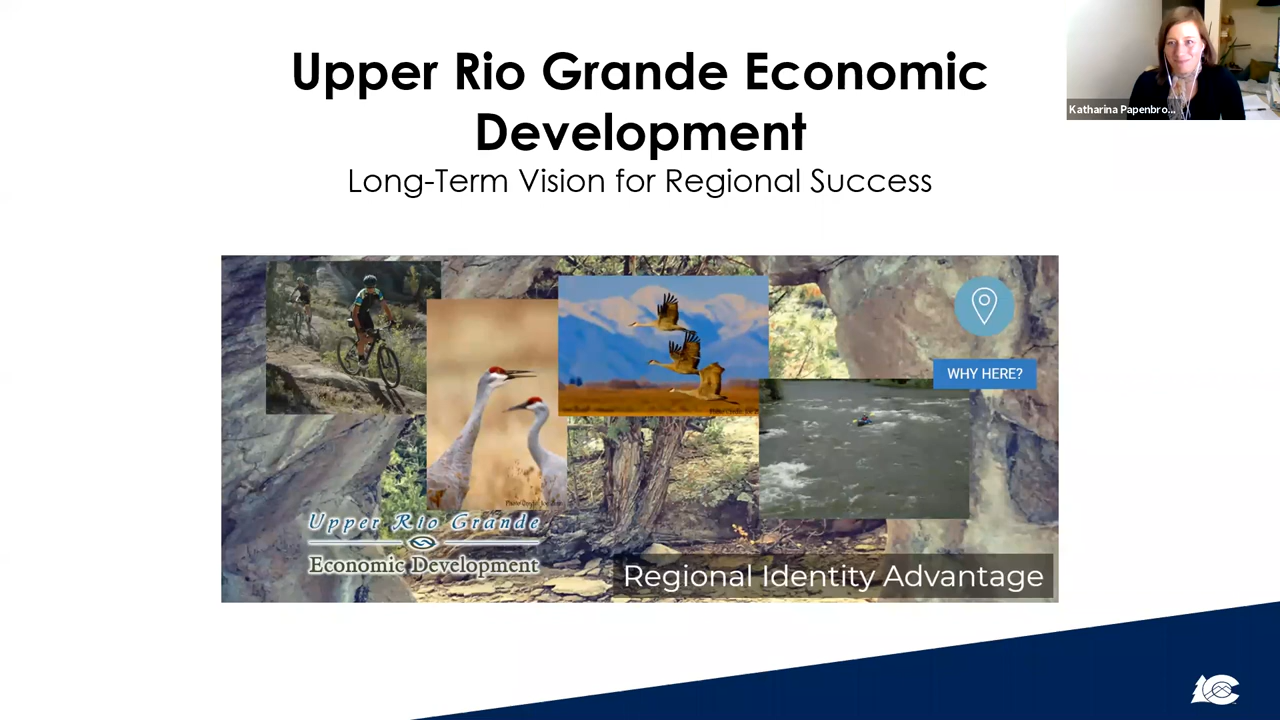 Upper Rio Grande Economic
Development
Long-Term Vision for Regional Success
Katharina Papenbro...
WHY HERE?
Upper Rio Grande
Economic Development
Regional Identity Advantage